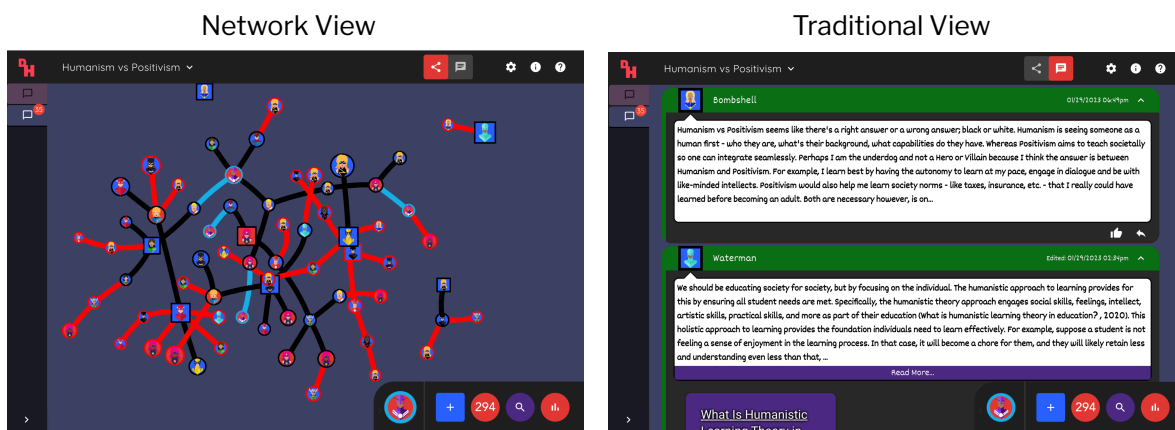 Network View
Traditional View
DH
Humanism vs Positivism
35
294
DH
Humanism vs Positivism
35
Bombshell
01/29/2023 06:49pm
Humanism vs Positivism seems like there's a right answer or a wrong answer; black or white. Humanism is seeing someone as a
human first - who they are, what's their background, what capabilities do they have. Whereas Positivism aims to teach societally
so one can integrate seamlessly. Perhaps I am the underdog and not a Hero or Villain because I think the answer is between
Humanism and Positivism. For example, I learn best by having the autonomy to learn at my pace, engage in dialogue and be with
like-minded intellects. Positivism would also help me learn society norms - like taxes, insurance, etc. - that I really could have
learned before becoming an adult. Both are necessary however, is on...
Waterman
Edited: 01/29/2023 02:34pm
We should be educating society for society, but by focusing on the individual. The humanistic approach to learning provides for
this by ensuring all student needs are met. Specifically, the humanistic theory approach engages social skills, feelings, intellect,
artistic skills, practical skills, and more as part of their education (What is humanistic learning theory in education? , 2020). This
holistic approach to learning provides the foundation individuals need to learn effectively. For example, suppose a student is not
feeling a sense of enjoyment in the learning process. In that case, it will become a chore for them, and they will likely retain less
and understanding even less than that, ...
Read More...
What Is Humanistic
Learning Theory in
294